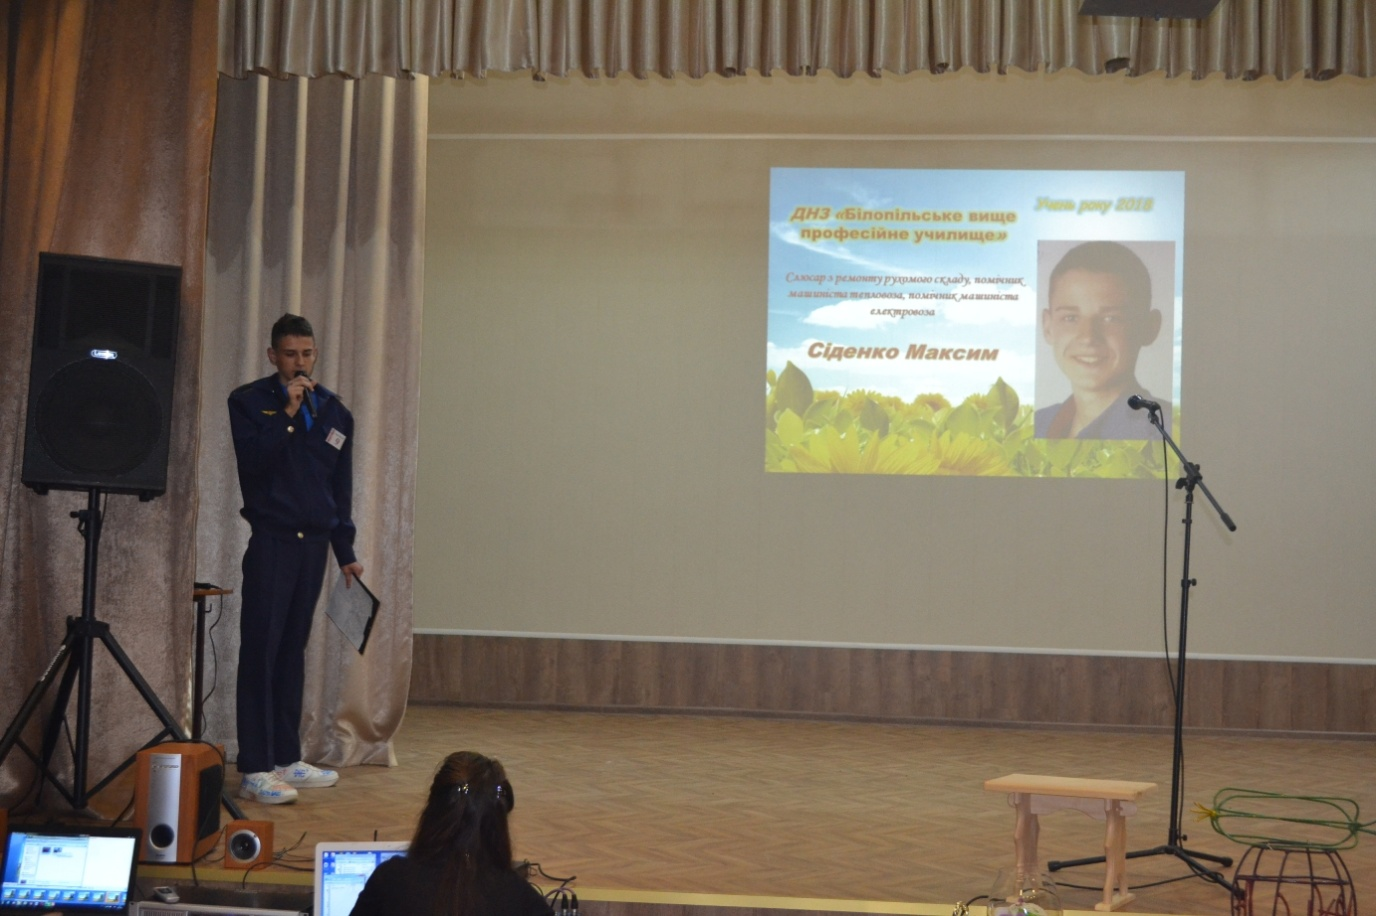 Учень року 2018
ДНЗ «Білопільське вище
професійне училище»
Слюсар з ремонту рухомого складу, помічник
машиніста тепловоза, помічник машиніста
електровоза
Сіденко Максим